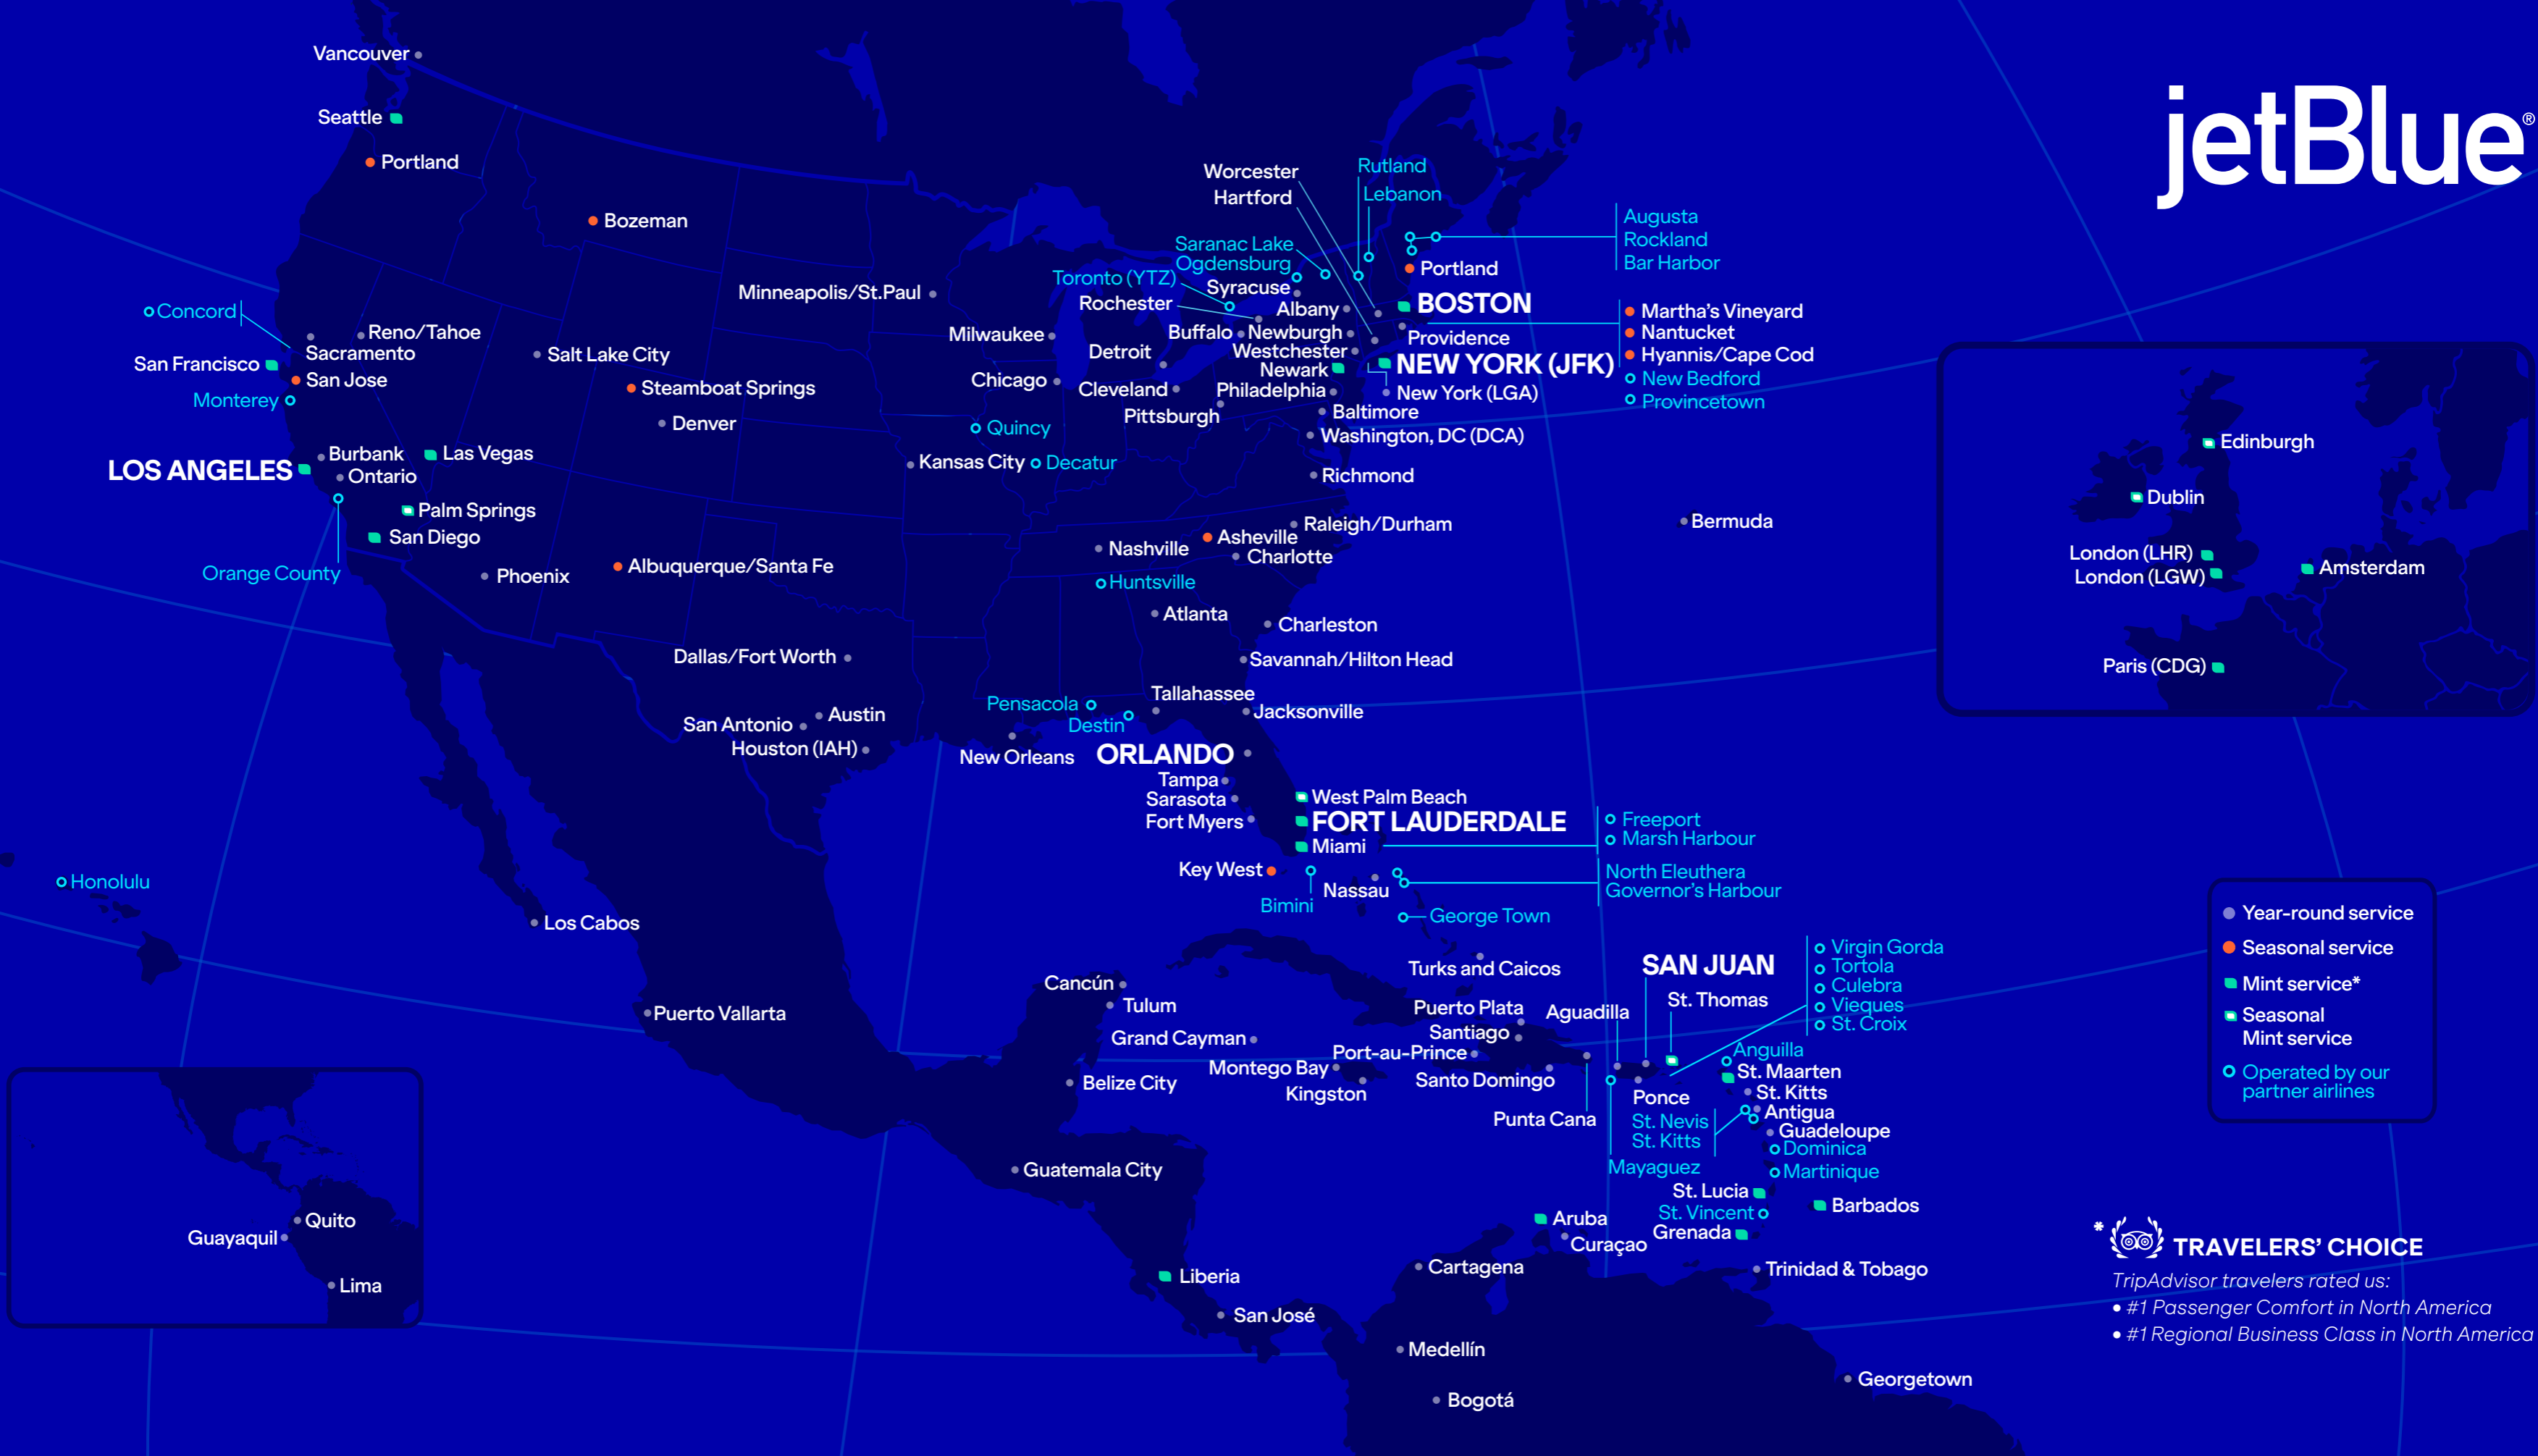 jetBlue®
Vancouver
Seattle
Portland
Bozeman
Concord
Reno/Tahoe
Sacramento
San Francisco
San Jose
Monterey
Salt Lake City
Steamboat Springs
Denver
Burbank
Las Vegas
LOS ANGELES
Ontario
Palm Springs
San Diego
Orange County
Phoenix
Albuquerque/Santa Fe
Minneapolis/St.Paul
Milwaukee
Chicago
Detroit
Cleveland
Pittsburgh
Quincy
Kansas City
Decatur
Worcester
Hartford
Rutland
Lebanon
Saranac Lake
Ogdensburg
Toronto (YTZ)
Syracuse
Rochester
Albany
Buffalo
Newburgh
Westchester
Newark
Philadelphia
Augusta
Rockland
Bar Harbor
Portland
BOSTON
Providence
Martha's Vineyard
Nantucket
Hyannis/Cape Cod
New Bedford
Provincetown
NEW YORK (JFK)
New York (LGA)
Baltimore
Washington, DC (DCA)
Richmond
Raleigh/Durham
Bermuda
Nashville
Asheville
Charlotte
Huntsville
Atlanta
Charleston
Savannah/Hilton Head
Dallas/Fort Worth
Austin
San Antonio
Houston (IAH)
Tallahassee
Pensacola
Destin
Jacksonville
New Orleans
ORLANDO
Tampa
Sarasota
Fort Myers
West Palm Beach
FORT LAUDERDALE
Miami
Key West
Freeport
Marsh Harbour
North Eleuthera
Governor's Harbour
Nassau
Bimini
George Town
Edinburgh
Dublin
London (LHR)
London (LGW)
Amsterdam
Paris (CDG)
Honolulu
Los Cabos
Puerto Vallarta
Cancún
Tulum
Grand Cayman
Belize City
Montego Bay
Kingston
Turks and Caicos
Puerto Plata
Santiago
Port-au-Prince
Santo Domingo
Punta Cana
Aguadilla
SAN JUAN
St. Thomas
Ponce
Mayaguez
Virgin Gorda
Tortola
Culebra
Vieques
St. Croix
Anguilla
St. Maarten
St. Kitts
Antigua
St. Nevis
St. Kitts
Guadeloupe
Dominica
Martinique
St. Lucia
St. Vincent
Barbados
Grenada
Aruba
Curaçao
Trinidad & Tobago
Guatemala City
Liberia
San José
Cartagena
Medellín
Bogotá
Georgetown
Quito
Guayaquil
Lima
Year-round service
Seasonal service
Mint service*
Seasonal
Mint service
Operated by our
partner airlines
* TRAVELERS' CHOICE
TripAdvisor travelers rated us:
• #1 Passenger Comfort in North America
• #1 Regional Business Class in North America